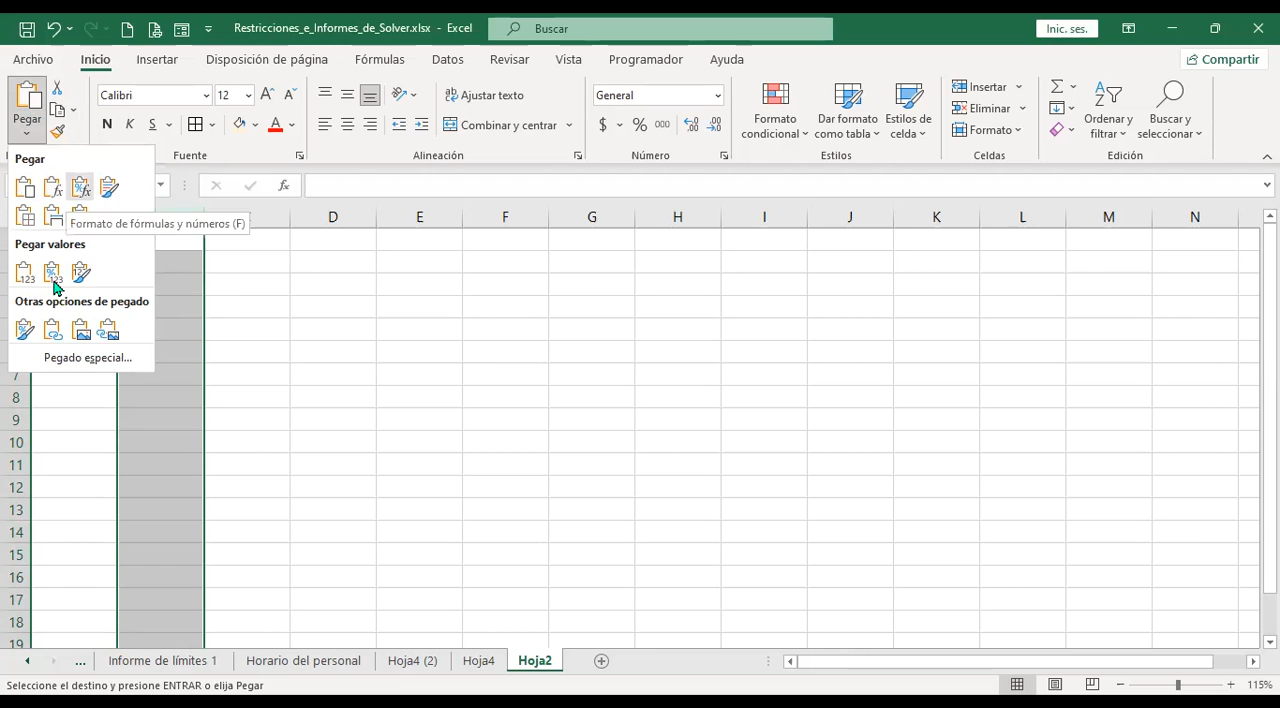 Restricciones_e_Informes_de_Solver.xlsx - Excel
Buscar
Inic. ses.
Archivo Inicio Insertar Disposición de página Fórmulas Datos Revisar Vista Programador Ayuda Compartir
Pegar
Calibri 12
N K S
Fuente
Ajustar texto
Combinar y centrar
Alineación
General
$ % 000
Número
Formato condicional
Dar formato como tabla
Estilos de celda
Estilos
Insertar
Eliminar
Formato
Celdas
Ordenar y filtrar
Buscar y seleccionar
Edición
Pegar
Formato de fórmulas y números (F)
Pegar valores
Otras opciones de pegado
Pegado especial...
D E F G H I J K L M N
7
8
9
10
11
12
13
14
15
16
17
18
19
... Informe de límites 1 Horario del personal Hoja4 (2) Hoja4 Hoja2
Seleccione el destino y presione ENTRAR o elija Pegar
115%